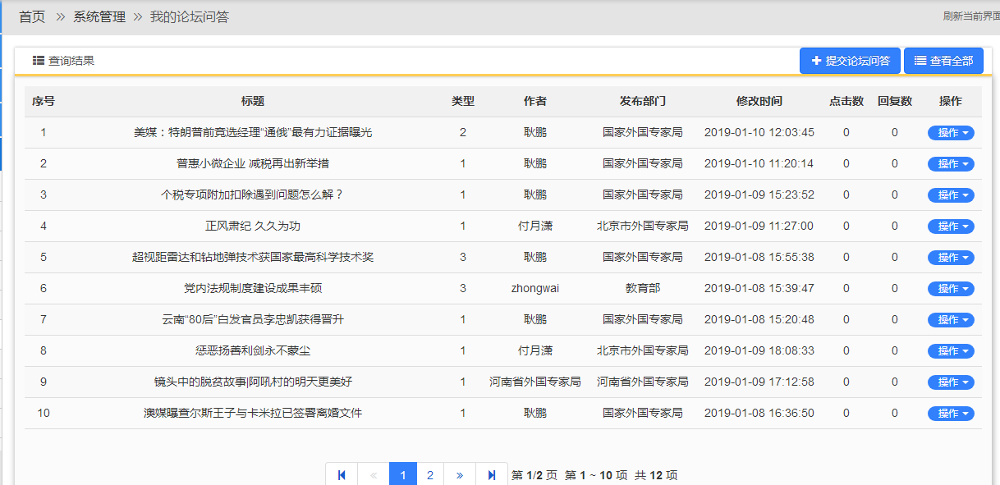 首页 » 系统管理 » 我的论坛问答
刷新当前界面
查询结果
提交论坛问答 查看全部
序号 标题 类型 作者 发布部门 修改时间 点击数 回复数 操作
1 美媒：特朗普前竞选经理“通俄”最有力证据曝光 2 耿鹏 国家外国专家局 2019-01-10 12:03:45 0 0 操作
2 普惠小微企业 减税再出新举措 1 耿鹏 国家外国专家局 2019-01-10 11:20:14 0 0 操作
3 个税专项附加扣除遇到问题怎么解？ 1 耿鹏 国家外国专家局 2019-01-09 15:23:52 0 0 操作
4 正风肃纪 久久为功 1 付月潇 北京市外国专家局 2019-01-09 11:27:00 0 0 操作
5 超视距雷达和钻地弹技术获国家最高科学技术奖 3 耿鹏 国家外国专家局 2019-01-08 15:55:38 0 0 操作
6 党内法规制度建设成果丰硕 3 zhongwai 教育部 2019-01-08 15:39:47 0 0 操作
7 云南“80后”白发官员李忠凯获得晋升 1 耿鹏 国家外国专家局 2019-01-08 15:20:48 0 0 操作
8 惩恶扬善利剑永不蒙尘 1 付月潇 北京市外国专家局 2019-01-09 18:08:33 0 0 操作
9 镜头中的脱贫故事|阿吼村的明天更美好 1 河南省外国专家局 河南省外国专家局 2019-01-09 17:12:58 0 0 操作
10 澳媒曝查尔斯王子与卡米拉已签署离婚文件 1 耿鹏 国家外国专家局 2019-01-08 16:36:50 0 0 操作
« 1 2 » 第 1/2 页 第 1 ~ 10 项 共 12 项